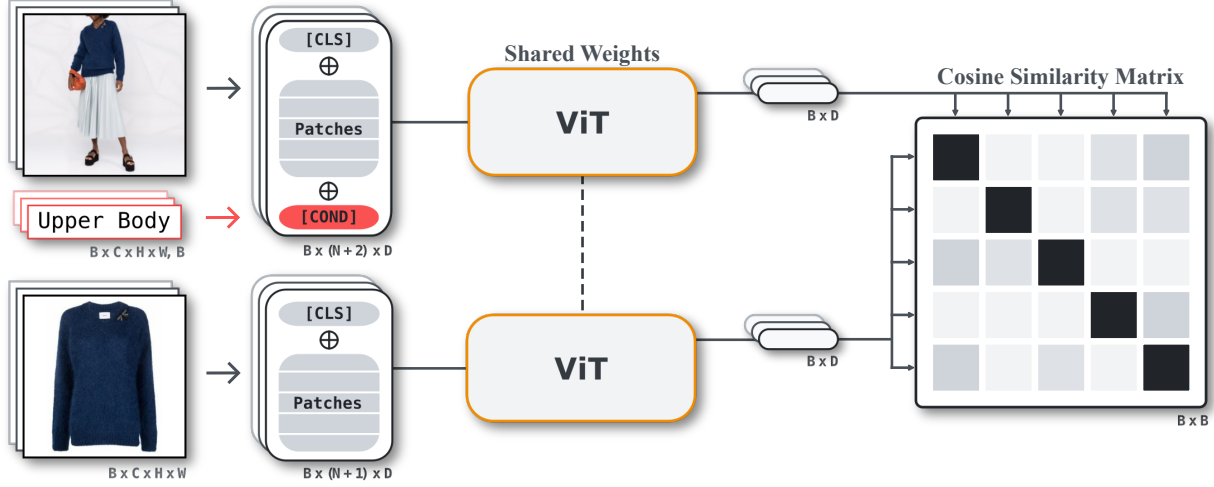 Shared Weights
Cosine Similarity Matrix
[CLS]
Patches
[COND]
Upper Body
B x C x H x W, B
B x (N + 2) x D
ViT
B x D
[CLS]
Patches
B x C x H x W
B x (N + 1) x D
ViT
B x D
B x B